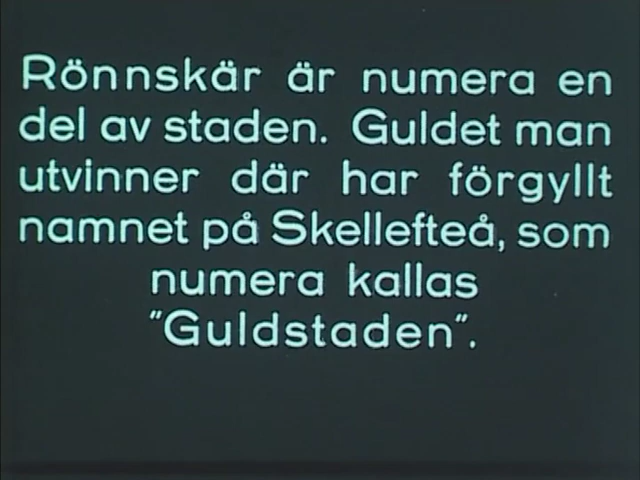 Rönnskär är numera en
del av staden. Guldet man
utvinner där har förgyllt
namnet på Skellefteå, som
numera kallas
"Guldstaden".